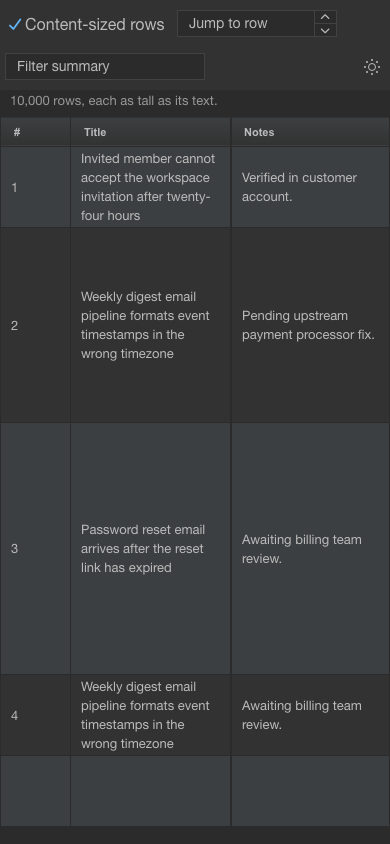 Content-sized rows
Jump to row
Filter summary
10,000 rows, each as tall as its text.
# Title Notes
1
Invited member cannot
accept the workspace
invitation after twenty-
four hours
Verified in customer
account.
2
Weekly digest email
pipeline formats event
timestamps in the
wrong timezone
Pending upstream
payment processor fix.
3
Password reset email
arrives after the reset
link has expired
Awaiting billing team
review.
4
Weekly digest email
pipeline formats event
timestamps in the
wrong timezone
Awaiting billing team
review.